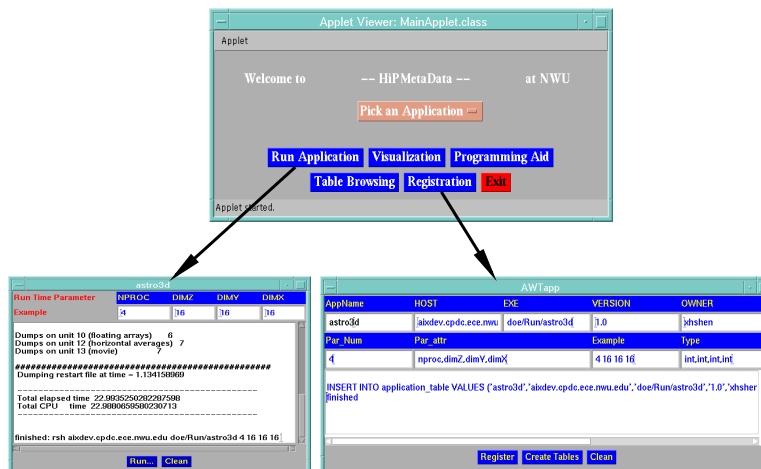 Applet Viewer: MainApplet.class
Applet
Welcome to -- HiPMetaData -- at NWU
Pick an Application
Run Application Visualization Programming Aid
Table Browsing Registration Exit
Applet started.
astro3d
Run Time Parameter NPROC DIMZ DIMY DIMX
Example 4 16 16 16
Dumps on unit 10 (floating arrays) 6
Dumps on unit 12 (horizontal averages) 7
Dumps on unit 13 (movie) 7
################################################
Dumping restart file at time = 1.134158969
------------------------------------------------
Total elapsed time 22.9935250282287598
Total CPU time 22.9880659580230713
------------------------------------------------
finished: rsh aixdev.cpdc.ece.nwu.edu doe/Run/astro3d 4 16 16 16
Run... Clean
AWTapp
AppName HOST EXE VERSION OWNER
astro3d aixdev.cpdc.ece.nwu doe/Run/astro3d 1.0 xhshen
Par_Num Par_attr Example Type
4 nproc,dimZ,dimY,dimX 4 16 16 16 int,int,int,int
INSERT INTO application_table VALUES ('astro3d','aixdev.cpdc.ece.nwu.edu','doe/Run/astro3d','1.0','xhsher
finished
Register Create Tables Clean